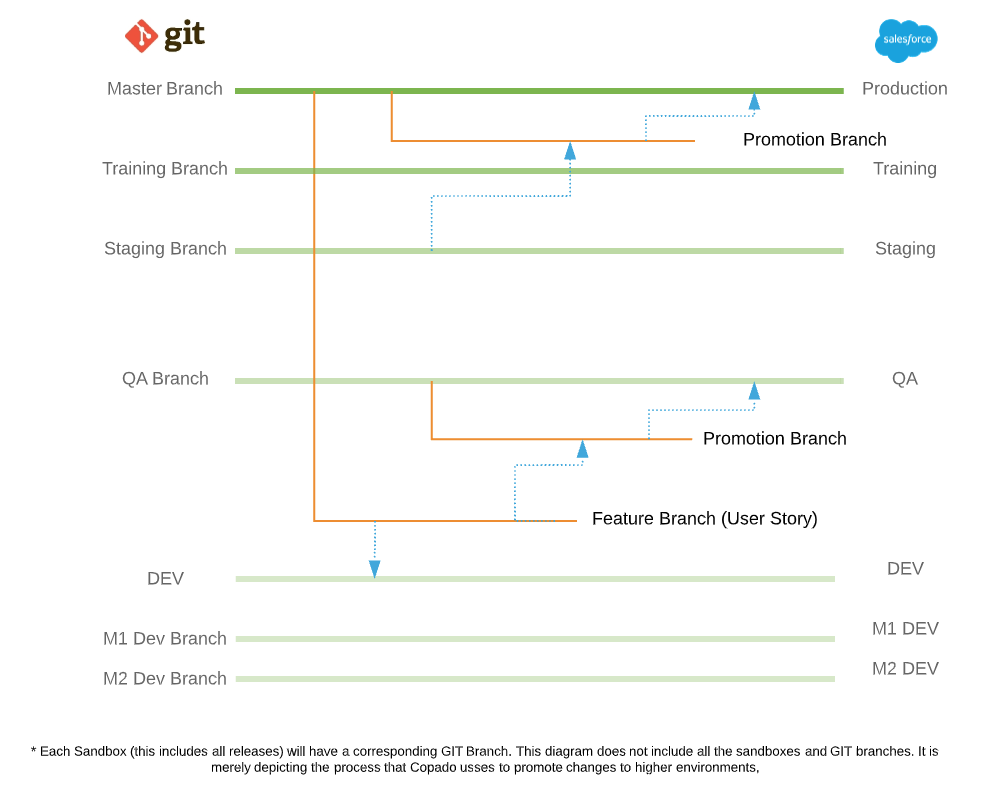 git
salesforce
Master Branch
Production
Promotion Branch
Training Branch
Training
Staging Branch
Staging
QA Branch
QA
Promotion Branch
Feature Branch (User Story)
DEV
DEV
M1 Dev Branch
M1 DEV
M2 Dev Branch
M2 DEV
* Each Sandbox (this includes all releases) will have a corresponding GIT Branch. This diagram does not include all the sandboxes and GIT branches. It is
merely depicting the process that Copado usses to promote changes to higher environments,